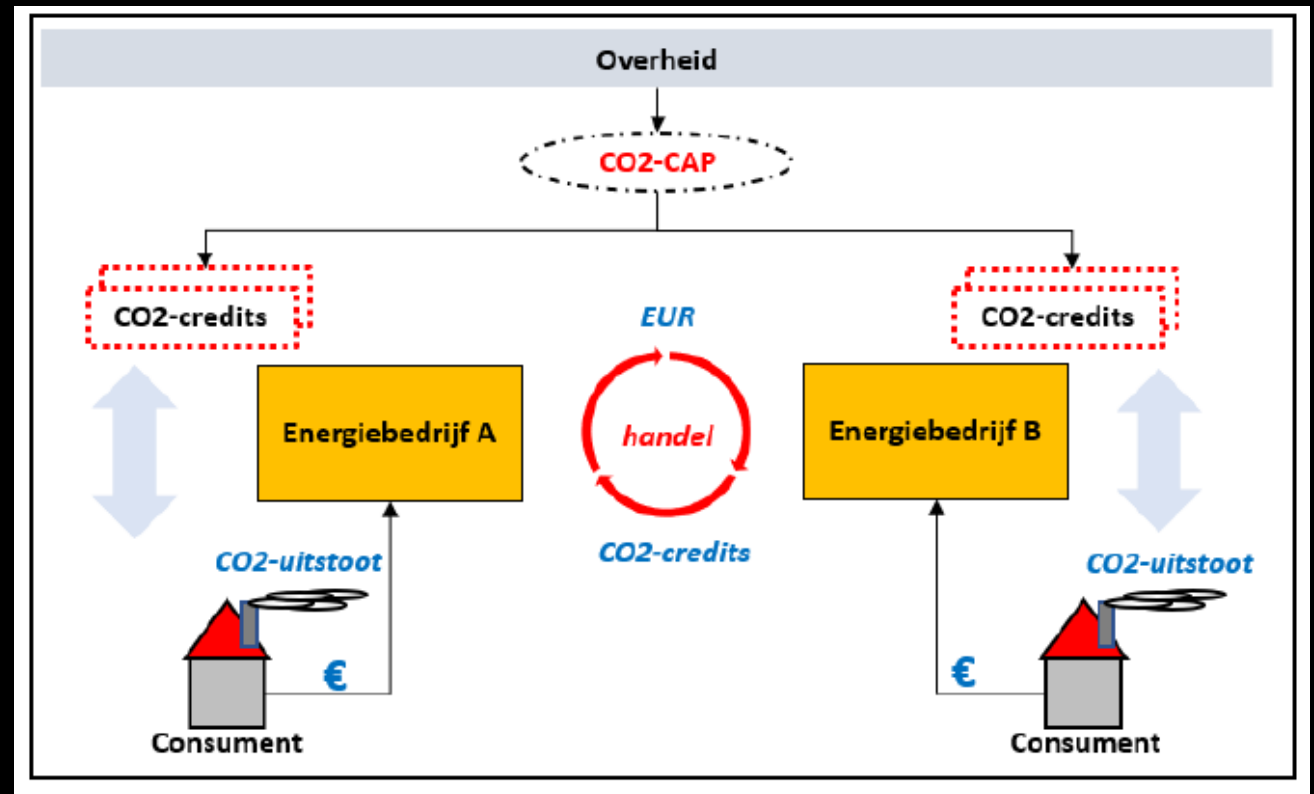 Overheid
CO2-CAP
CO2-credits
EUR
CO2-credits
Energiebedrijf A
handel
Energiebedrijf B
CO2-uitstoot
CO2-credits
CO2-uitstoot
€
€
Consument
Consument